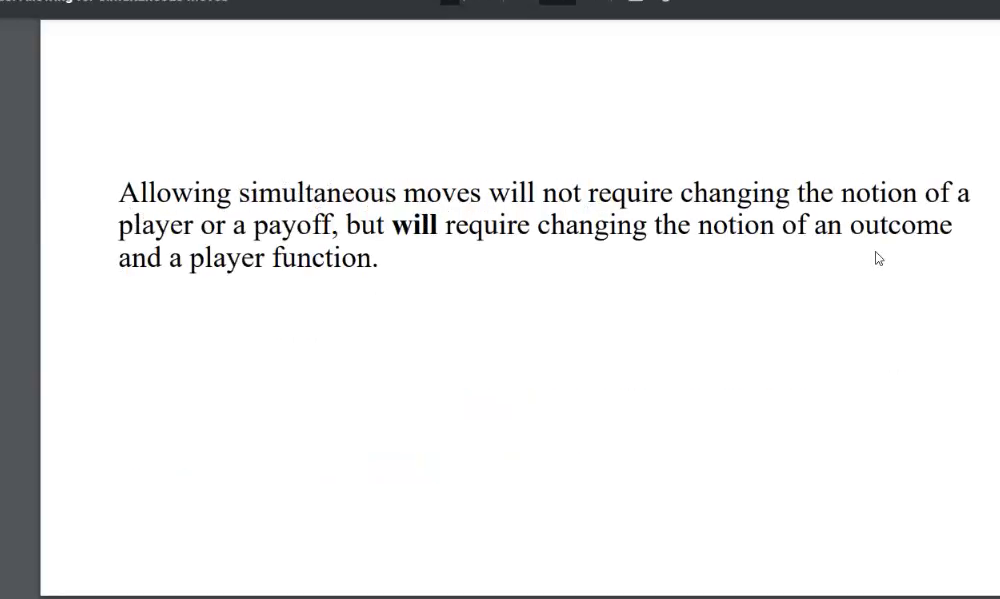 Allowing simultaneous moves will not require changing the notion of a
player or a payoff, but will require changing the notion of an outcome
and a player function.